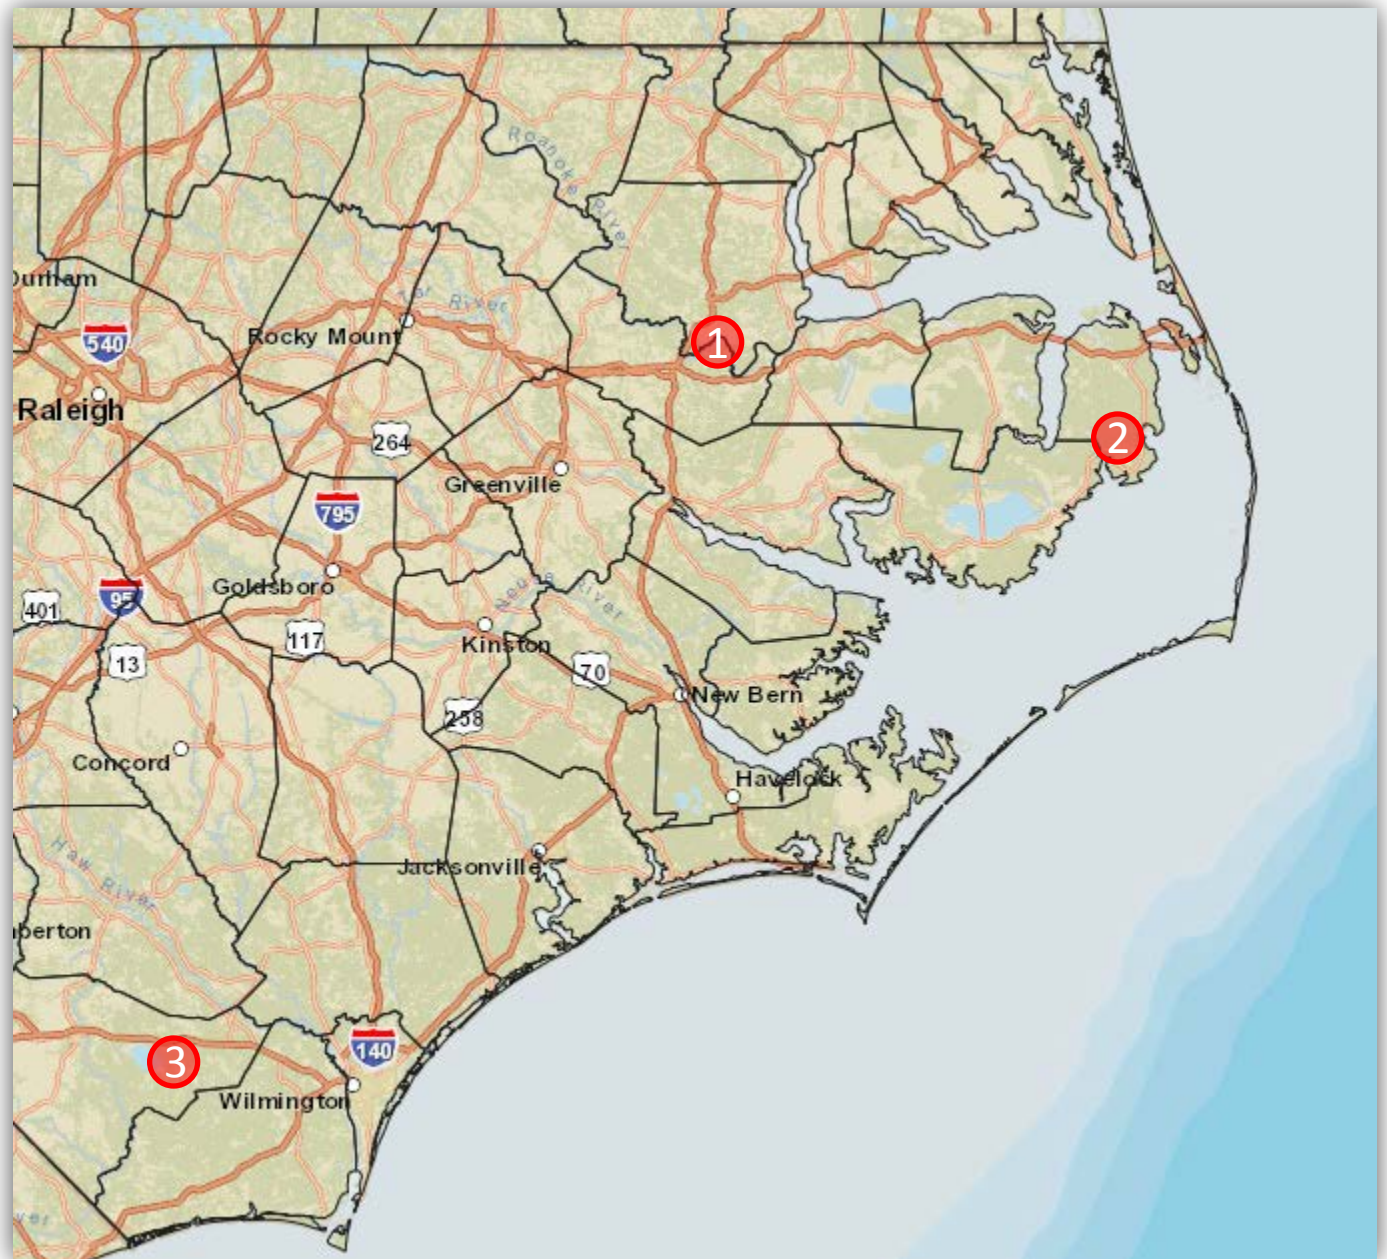 Roanoke River
Durham
Tar River
Rocky Mount
1
540
Raleigh
264
2
Greenville
795
Goldsboro
Neuse River
401
95
117
Kinston
13
70
New Bern
258
Concord
Havelock
Haw River
Jacksonville
berton
140
3
Wilmington
ver